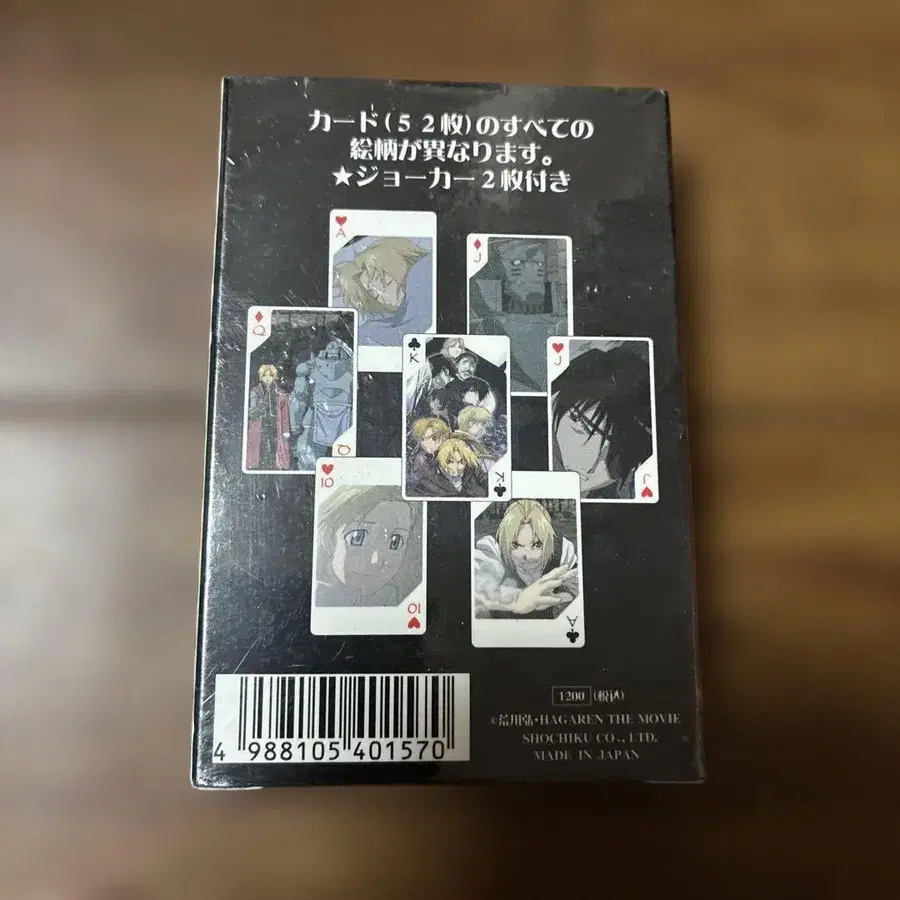 カード(52枚)のすべての
絵柄が異なります。
★ジョーカー2枚付き
A
J
Q
K
J
Q
K
10
J
10
A
1200 (税込)
©荒川弘・HAGAREN THE MOVIE
SHOCHIKU CO., LTD.
MADE IN JAPAN
4 988105 401570